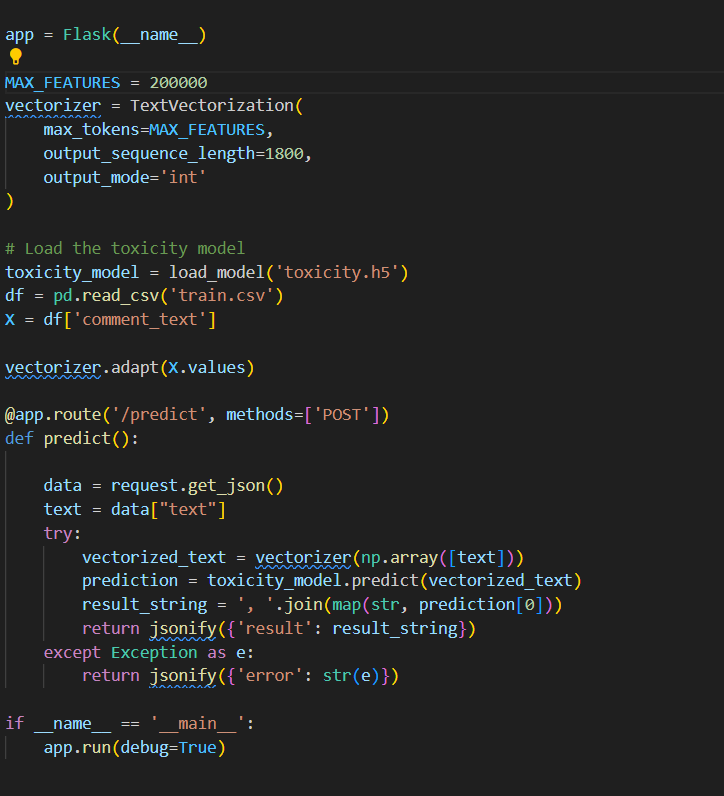 app = Flask(__name__)
MAX_FEATURES = 200000
vectorizer = TextVectorization(
    max_tokens=MAX_FEATURES,
    output_sequence_length=1800,
    output_mode='int'
)
# Load the toxicity model
toxicity_model = load_model('toxicity.h5')
df = pd.read_csv('train.csv')
X = df['comment_text']
vectorizer.adapt(X.values)
@app.route('/predict', methods=['POST'])
def predict():
    data = request.get_json()
    text = data["text"]
    try:
        vectorized_text = vectorizer(np.array([text]))
        prediction = toxicity_model.predict(vectorized_text)
        result_string = ', '.join(map(str, prediction[0]))
        return jsonify({'result': result_string})
    except Exception as e:
        return jsonify({'error': str(e)})
if __name__ == '__main__':
    app.run(debug=True)